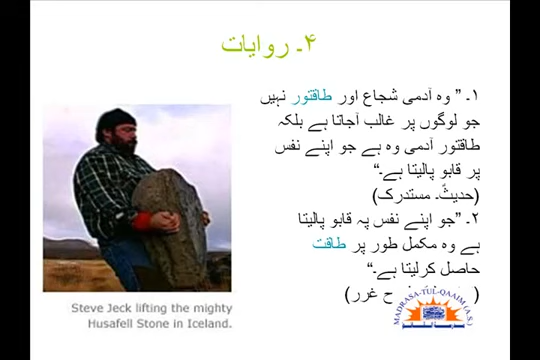 ۴۔ روایات
۱۔ " وہ آدمی شجاع اور طاقتور نہیں
جو لوگوں پر غالب آجاتا ہے بلکہ
طاقتور آدمی وہ ہے جو اپنے نفس
پر قابو پالیتا ہے۔"
(حدیثؐ۔ مستدرک)
۲۔ "جو اپنے نفس پہ قابو پالیتا
ہے وہ مکمل طور پر طاقت
حاصل کرلیتا ہے۔"
غرر)
Steve Jeck lifting the mighty
Husafell Stone in Iceland.
MADRASA-TUL-QAAIM (A.S.)